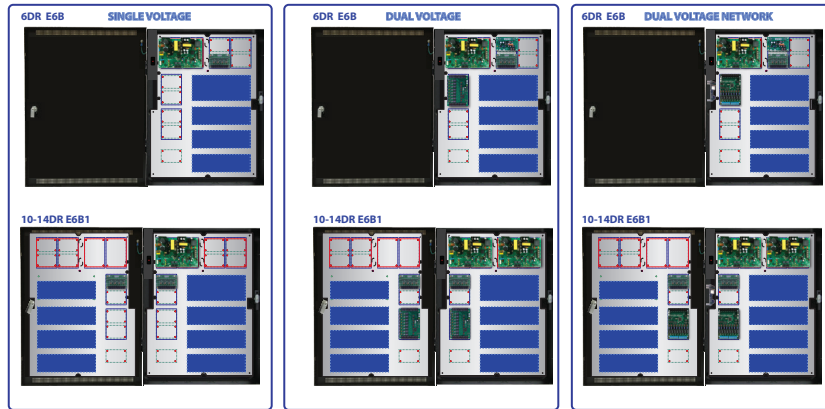 6DR E6B SINGLE VOLTAGE
10-14DR E6B1
6DR E6B DUAL VOLTAGE
10-14DR E6B1
6DR E6B DUAL VOLTAGE NETWORK
10-14DR E6B1